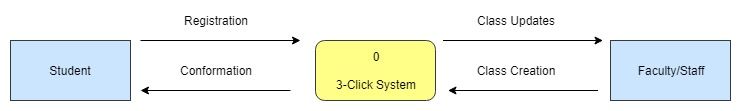 Registration
Class Updates
0
Student
3-Click System
Faculty/Staff
Conformation
Class Creation